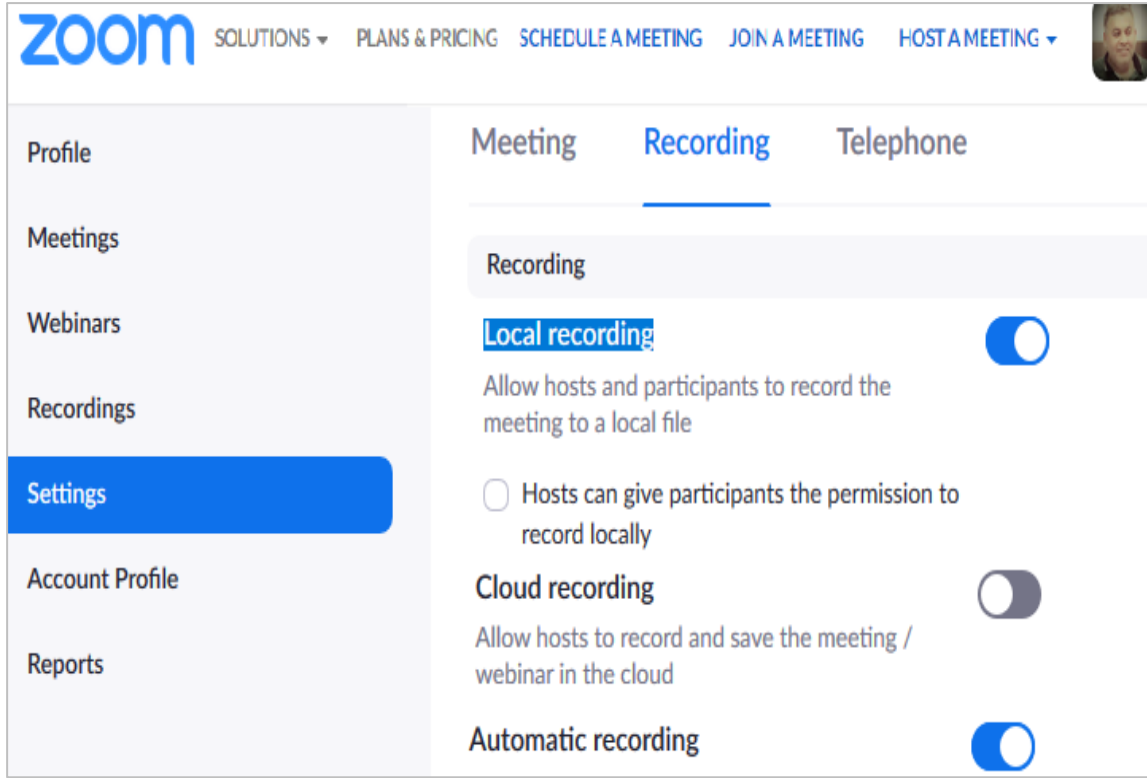 zoom SOLUTIONS PLANS & PRICING SCHEDULE A MEETING JOIN A MEETING HOST A MEETING
Profile
Meetings
Webinars
Recordings
Settings
Account Profile
Reports
Meeting Recording Telephone
Recording
Local recording
Allow hosts and participants to record the
meeting to a local file
Hosts can give participants the permission to
record locally
Cloud recording
Allow hosts to record and save the meeting /
webinar in the cloud
Automatic recording